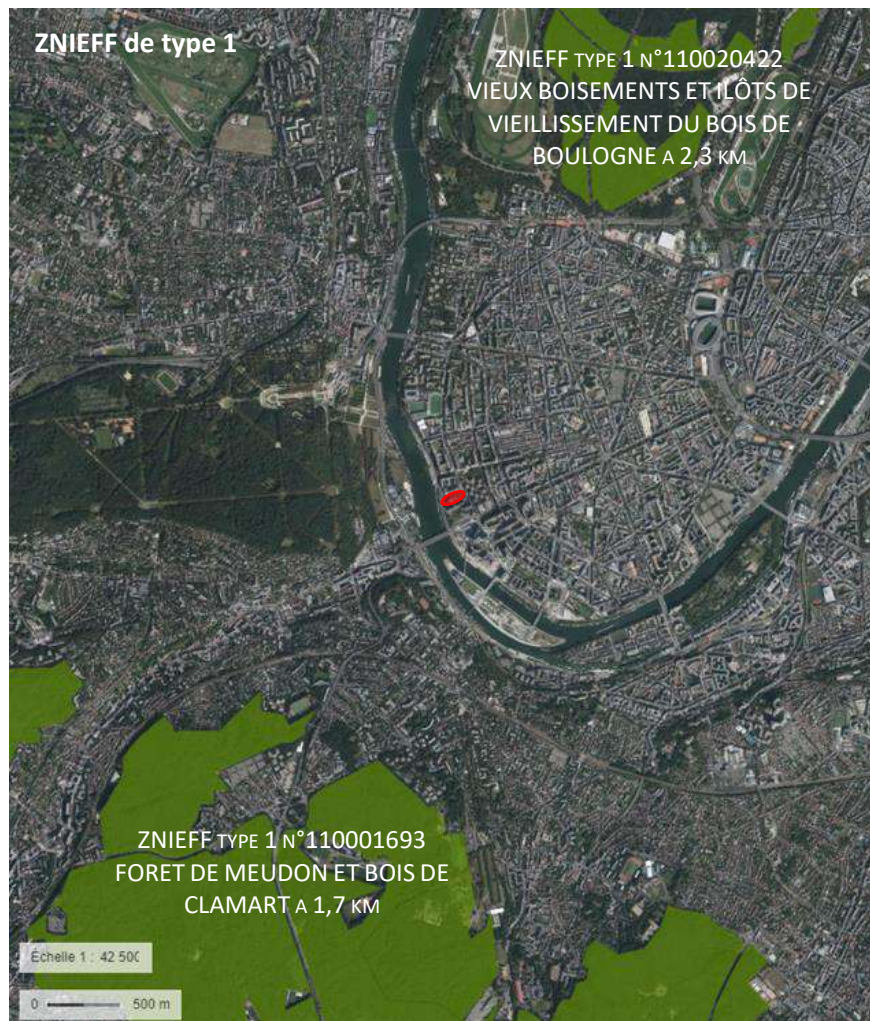 ZNIEFF de type 1
ZNIEFF TYPE 1 N°110020422
VIEUX BOISEMENTS ET ILÔTS DE
VIEILLISSEMENT DU BOIS DE
BOULOGNE A 2,3 KM
ZNIEFF TYPE 1 N°110001693
FORET DE MEUDON ET BOIS DE
CLAMART A 1,7 KM
Échelle 1 : 42 500
0 500 m